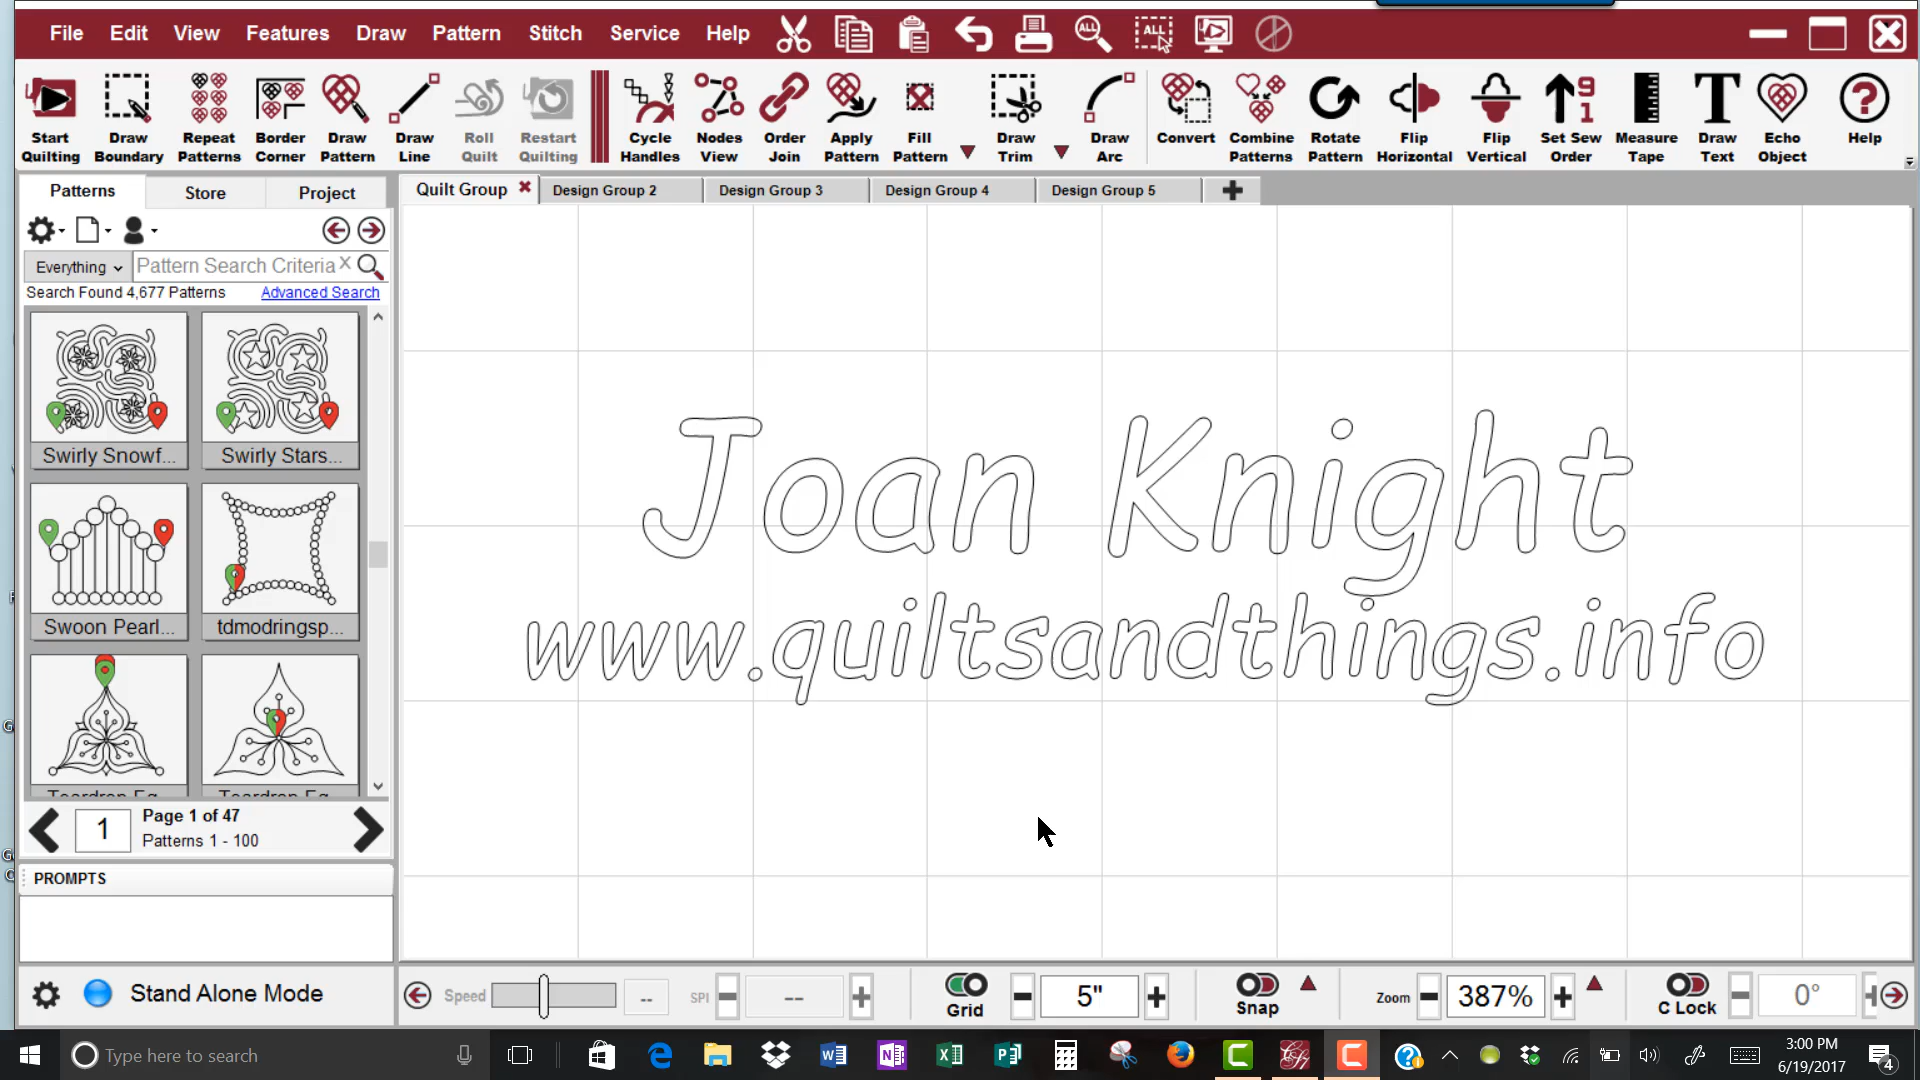 File Edit View Features Draw Pattern Stitch Service Help ALL ALL
Start Quilting
Draw Boundary
Repeat Patterns
Border Corner
Draw Pattern
Draw Line
Roll Quilt
Restart Quilting
Cycle Handles
Nodes View
Order Join
Apply Pattern
Fill Pattern
Draw Trim
Draw Arc
Convert
Combine Patterns
Rotate Pattern
Flip Horizontal
Flip Vertical
9 1
Set Sew Order
Measure Tape
T
Draw Text
Echo Object
?
Help
Patterns Store Project
Quilt Group Design Group 2 Design Group 3 Design Group 4 Design Group 5
Everything Pattern Search Criteria X
Search Found 4,677 Patterns Advanced Search
Swirly Snowf... Swirly Stars...
Swoon Pearl... tdmodringsp...
Joan Knight
www.quiltsandthings.info
1
Page 1 of 47
Patterns 1 - 100
PROMPTS
Stand Alone Mode
Speed -- SPI -- Grid 5" Snap Zoom 387% C Lock 0°
Type here to search
3:00 PM
6/19/2017
4